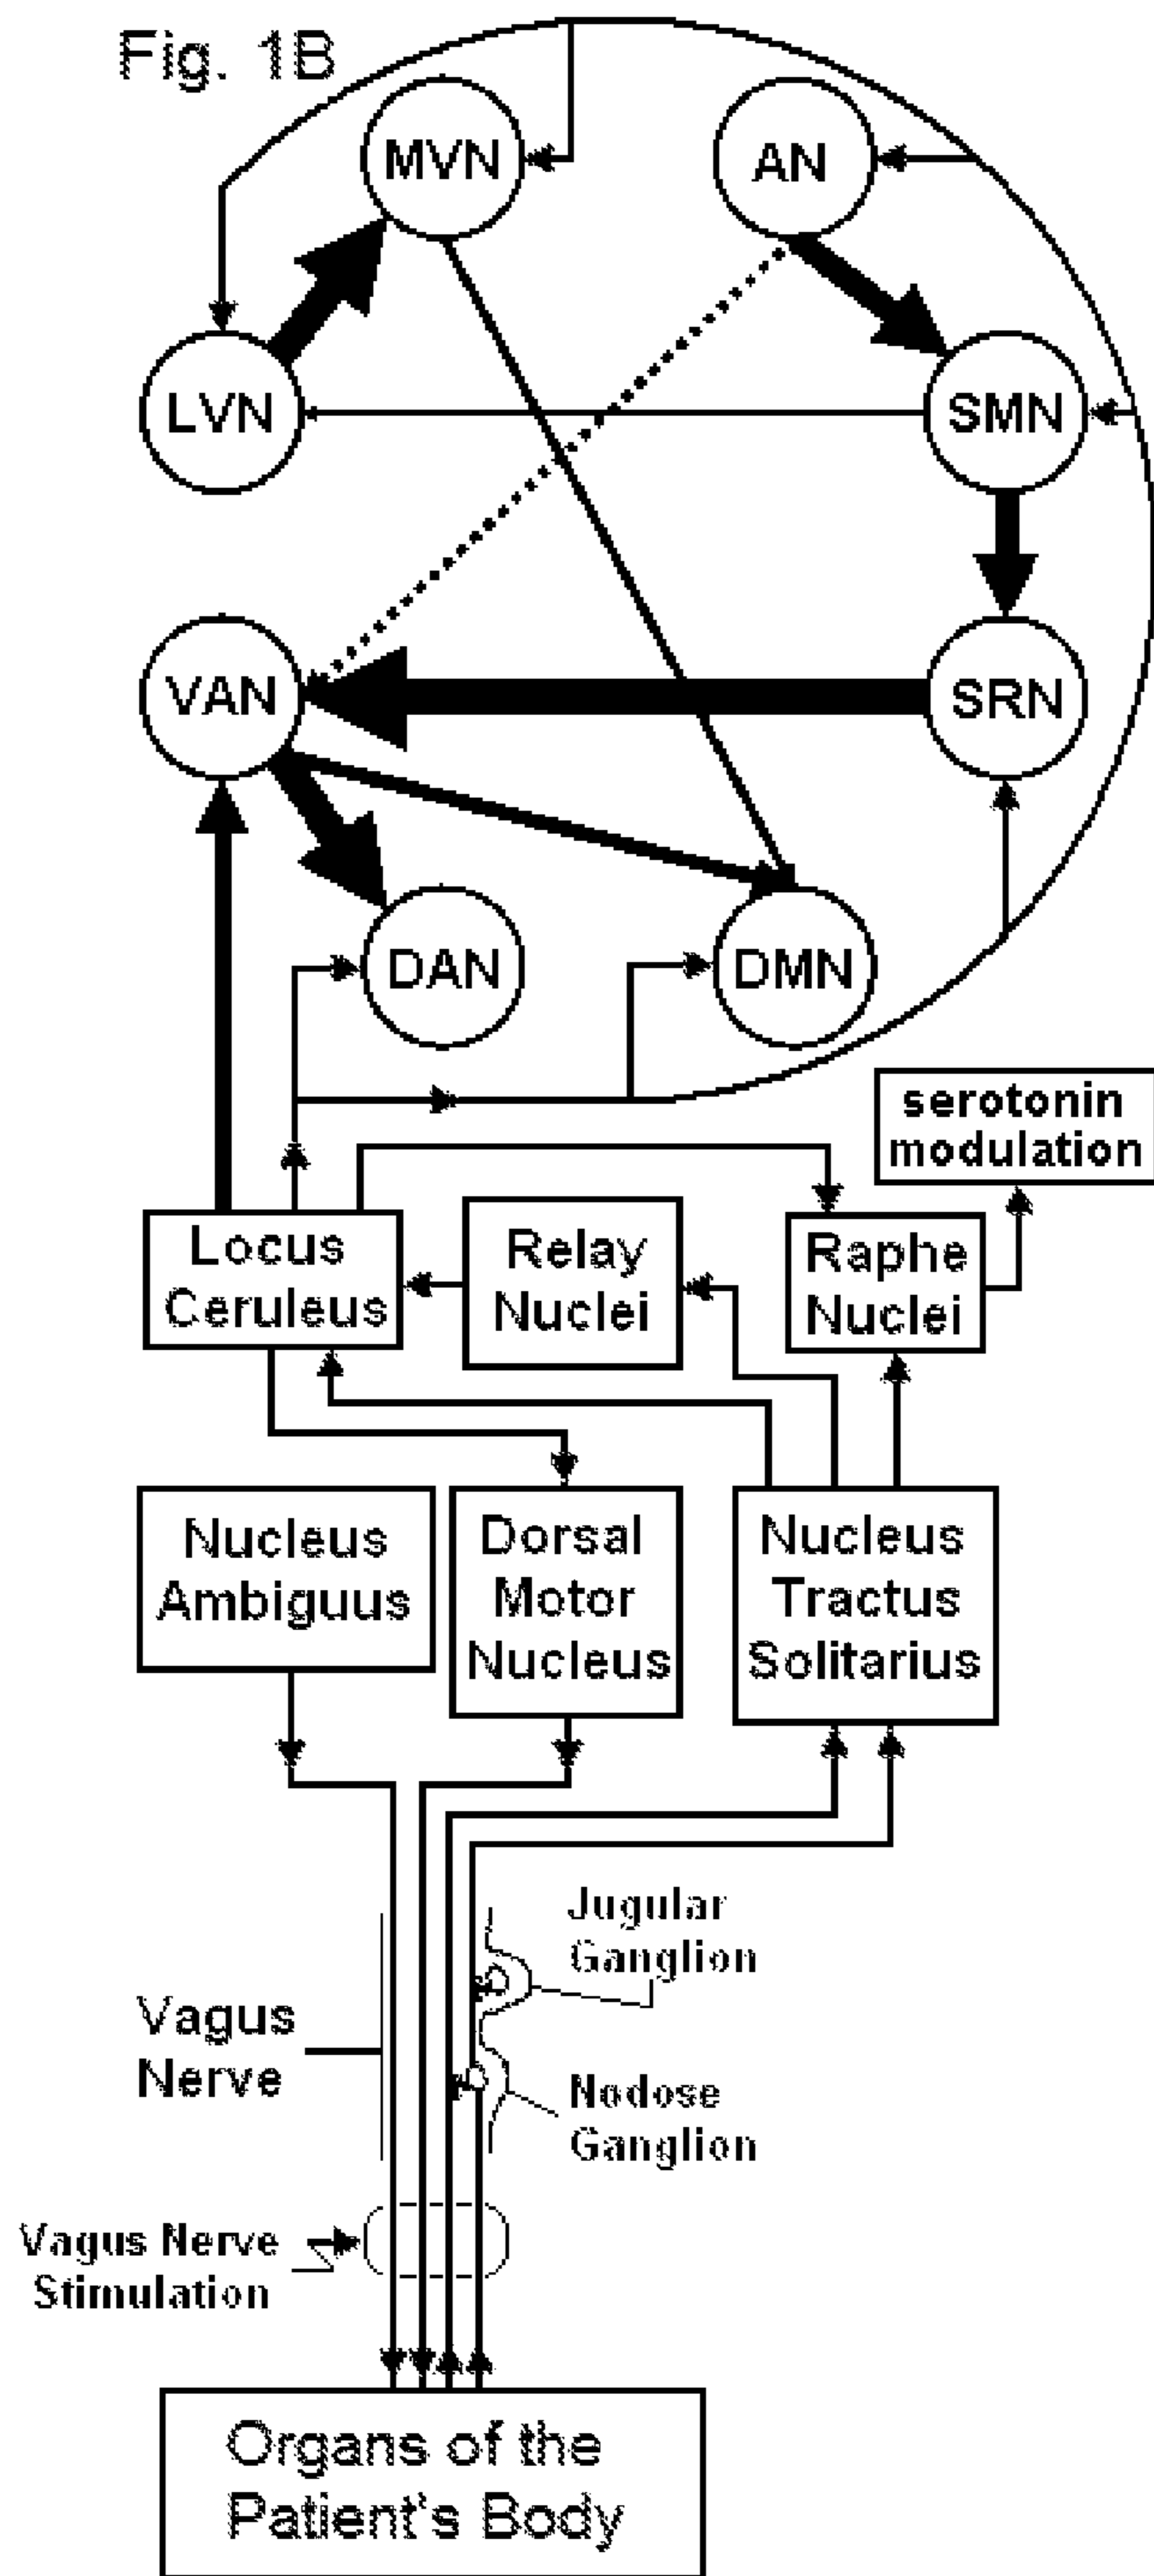 Fig. 1B
MVN
AN
LVN
SMN
VAN
SRN
DAN
DMN
serotonin
modulation
Locus
Ceruleus
Relay
Nuclei
Raphe
Nuclei
Nucleus
Ambiguus
Dorsal
Motor
Nucleus
Nucleus
Tractus
Solitarius
Jugular
Ganglion
Vagus
Nerve
Nodose
Ganglion
Vagus Nerve
Stimulation
Organs of the
Patient's Body